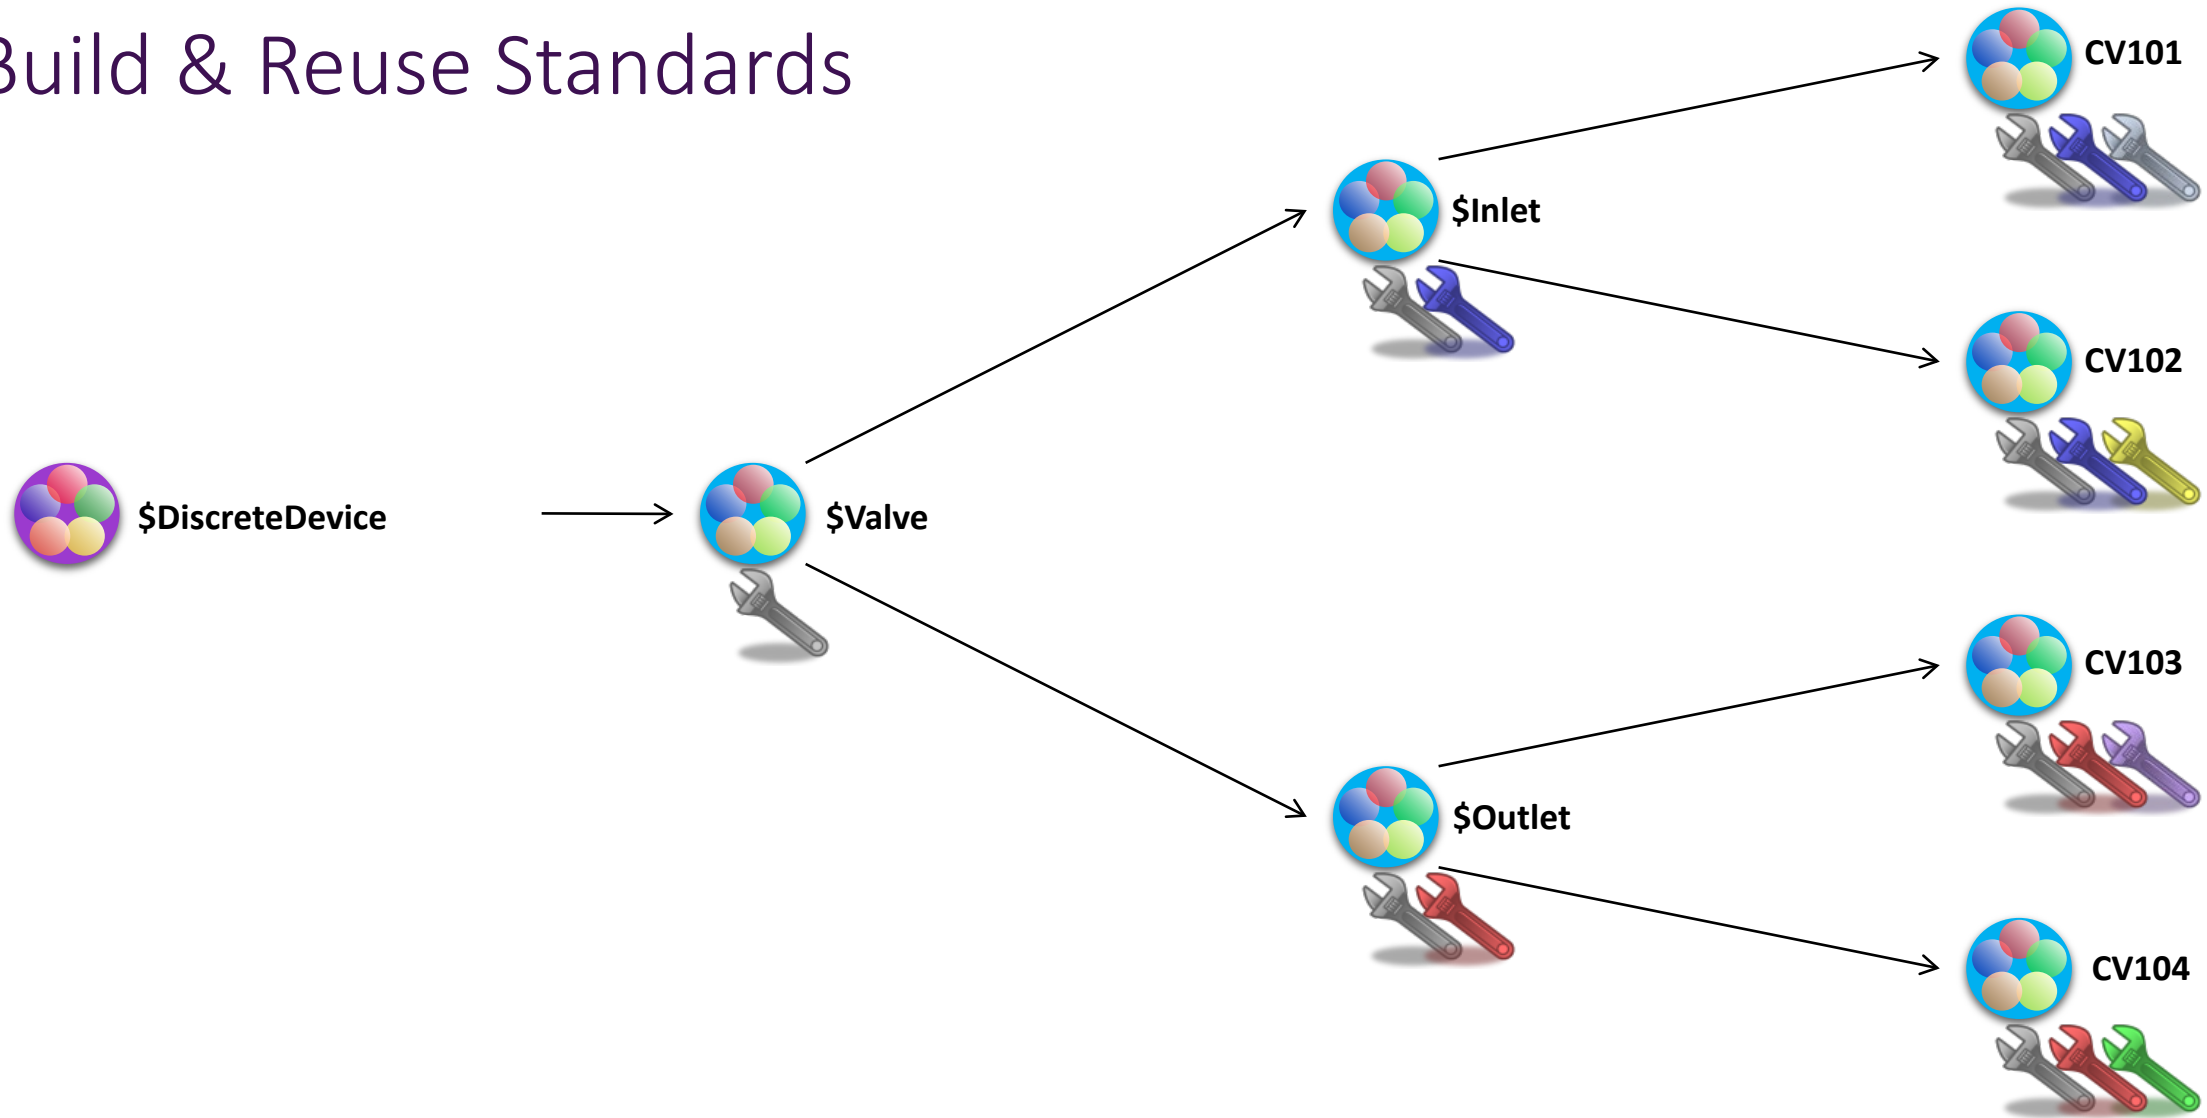 Build & Reuse Standards
CV101
$Inlet
CV102
$DiscreteDevice
$Valve
CV103
$Outlet
CV104